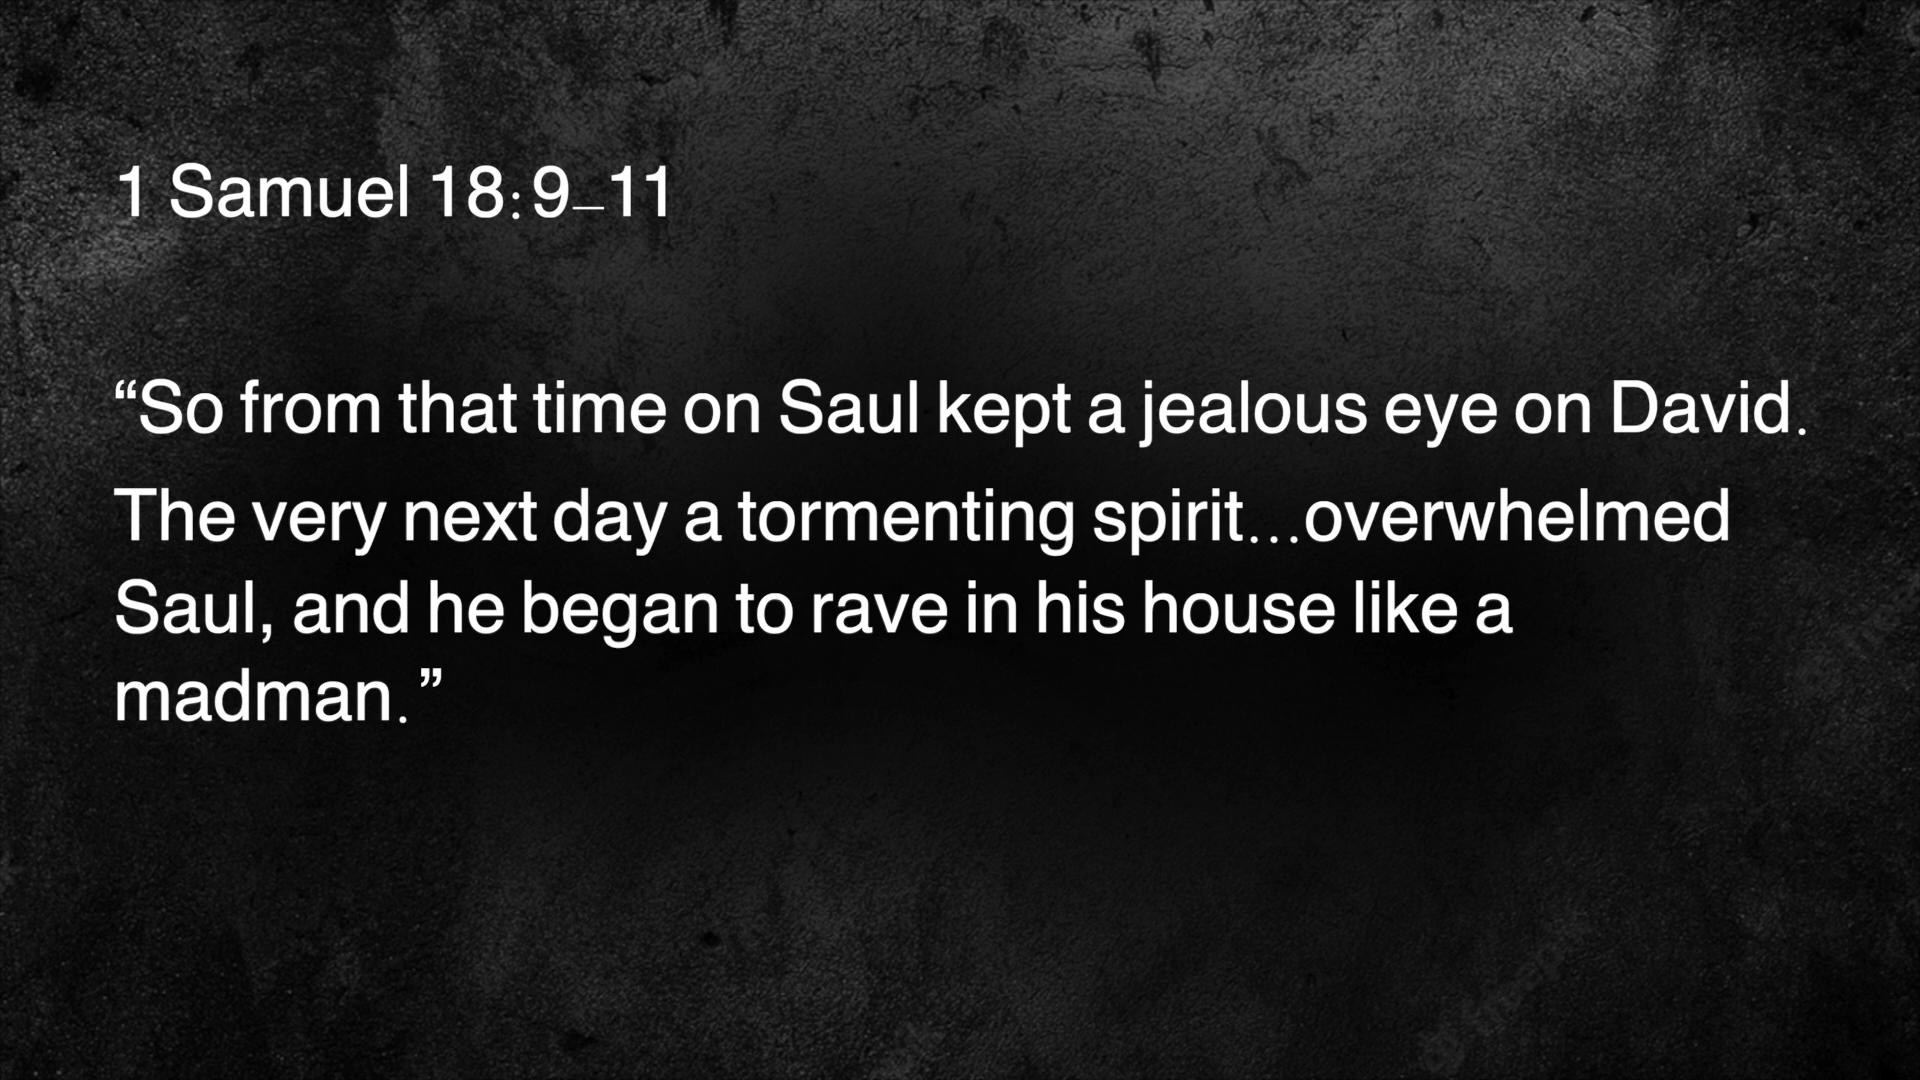 1 Samuel 18:9–11
“So from that time on Saul kept a jealous eye on David.
The very next day a tormenting spirit…overwhelmed
Saul, and he began to rave in his house like a
madman.”